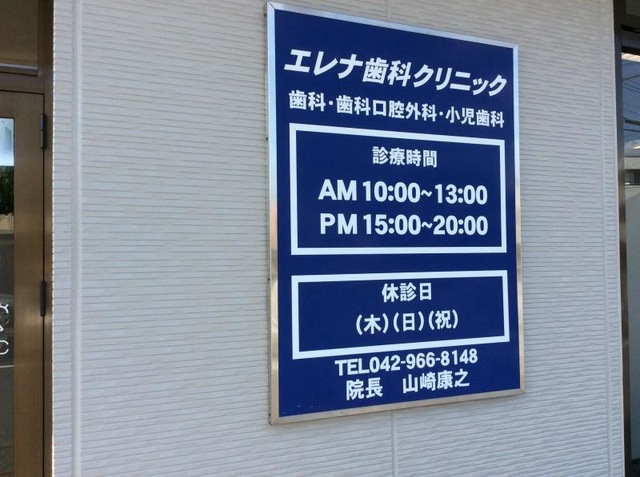 エレナ歯科クリニック
歯科・歯科口腔外科・小児歯科
診療時間
AM 10:00~13:00
PM 15:00~20:00
休診日
(木)(日)(祝)
TEL042-966-8148
院長 山崎康之